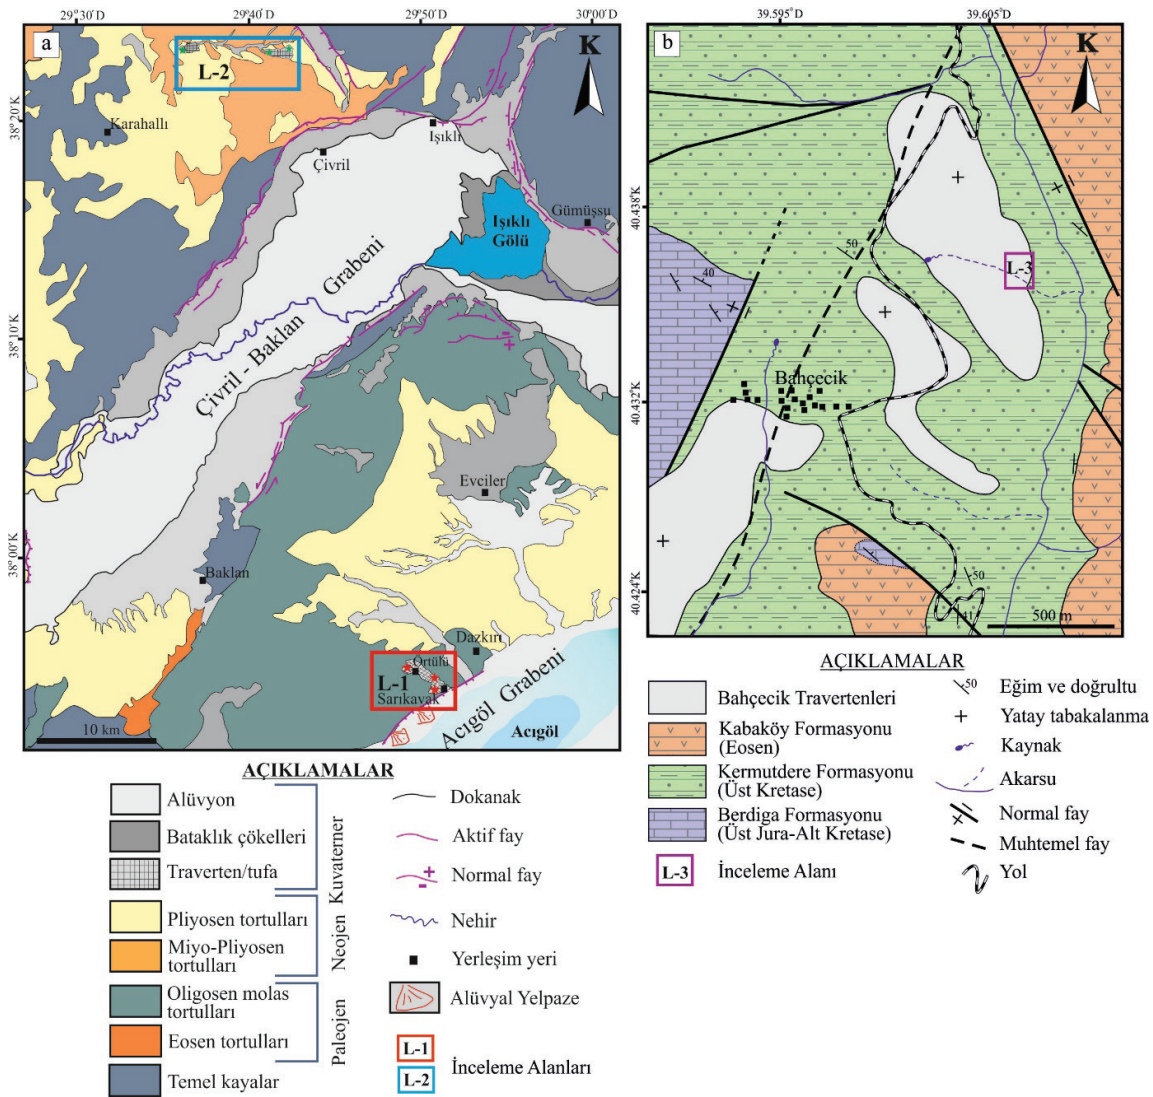 29°30'D
29°40'D
29°50'D
30°00'D
a
K
L-2
38°20'K
Karahallı
Işıklı
Çivril
Gümüşsu
Işıklı
Gölü
Çivril - Baklan Grabeni
38°10'K
Evciler
38°00'K
Baklan
Dazkırı
Örtülü
L-1
Sarıkavak
Acıgöl Grabeni
Acıgöl
10 km
AÇIKLAMALAR
Alüvyon
Bataklık çökelleri
Traverten/tufa
Kuvaterner
Pliyosen tortulları
Miyo-Pliyosen
tortulları
Neojen
Oligosen molas
tortulları
Eosen tortulları
Paleojen
Temel kayalar
Dokanak
Aktif fay
Normal fay
Nehir
Yerleşim yeri
Alüvyal Yelpaze
L-1
L-2
İnceleme Alanları
39.595°D
39.605°D
b
K
40.438°K
50
L-3
40
Bahçecik
40.432°K
40.424°K
50
41
500 m
AÇIKLAMALAR
Bahçecik Travertenleri
Kabaköy Formasyonu
(Eosen)
Kermutdere Formasyonu
(Üst Kretase)
Berdiga Formasyonu
(Üst Jura-Alt Kretase)
L-3
İnceleme Alanı
50
Eğim ve doğrultu
Yatay tabakalanma
Kaynak
Akarsu
Normal fay
Muhtemel fay
Yol